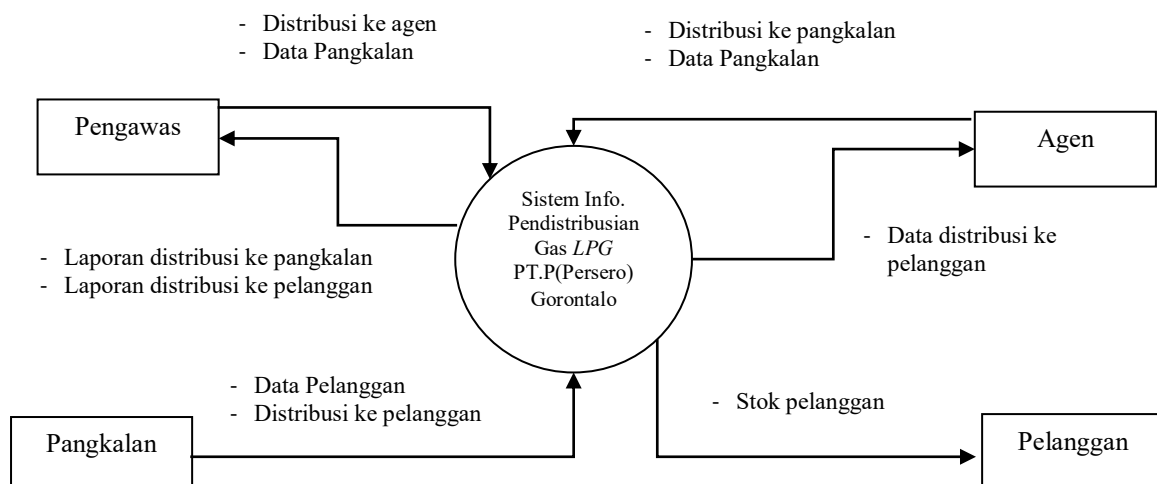 - Distribusi ke agen
- Data Pangkalan
- Distribusi ke pangkalan
- Data Pangkalan
Pengawas
Agen
Sistem Info.
Pendistribusian
Gas LPG
PT.P(Persero)
Gorontalo
- Data distribusi ke
pelanggan
- Laporan distribusi ke pangkalan
- Laporan distribusi ke pelanggan
- Data Pelanggan
- Distribusi ke pelanggan
- Stok pelanggan
Pangkalan
Pelanggan